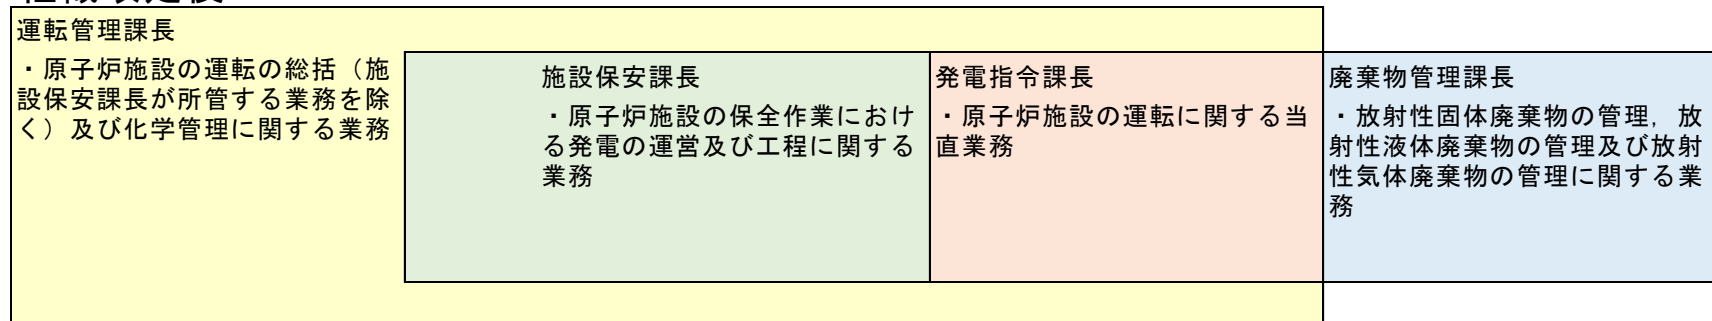 運転管理課長
・原子炉施設の運転の総括（施
設保安課長が所管する業務を除
く）及び化学管理に関する業務
施設保安課長
・原子炉施設の保全作業におけ
る発電の運営及び工程に関する
業務
発電指令課長
・原子炉施設の運転に関する当
直業務
廃棄物管理課長
・放射性固体廃棄物の管理，放
射性液体廃棄物の管理及び放射
性気体廃棄物の管理に関する業
務